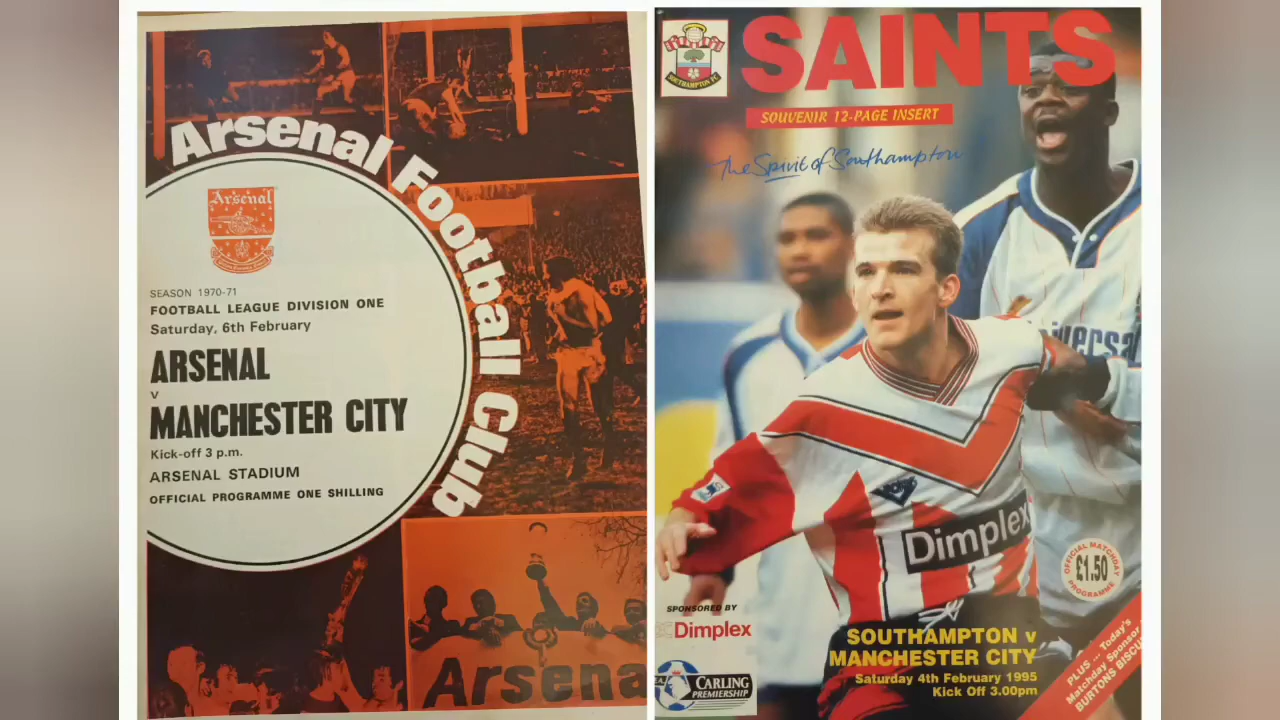 Arsenal Football Club
Arsenal
SEASON 1970-71
FOOTBALL LEAGUE DIVISION ONE
Saturday, 6th February
ARSENAL
v
MANCHESTER CITY
Kick-off 3 p.m.
ARSENAL STADIUM
OFFICIAL PROGRAMME ONE SHILLING
Arsena
SAINTS
SOUTHAMPTON FC
SOUVENIR 12-PAGE INSERT
The Spirit of Southampton
iversa
Dimplex
OFFICIAL MATCHDAY
£1.50
PROGRAMME
SPONSORED BY
Dimplex
CARLING
PREMIERSHIP
SOUTHAMPTON v
MANCHESTER CITY
Saturday 4th February 1995
Kick Off 3.00pm
PLUS ... Today's
Matchday Sponsor
BURTONS BISCU